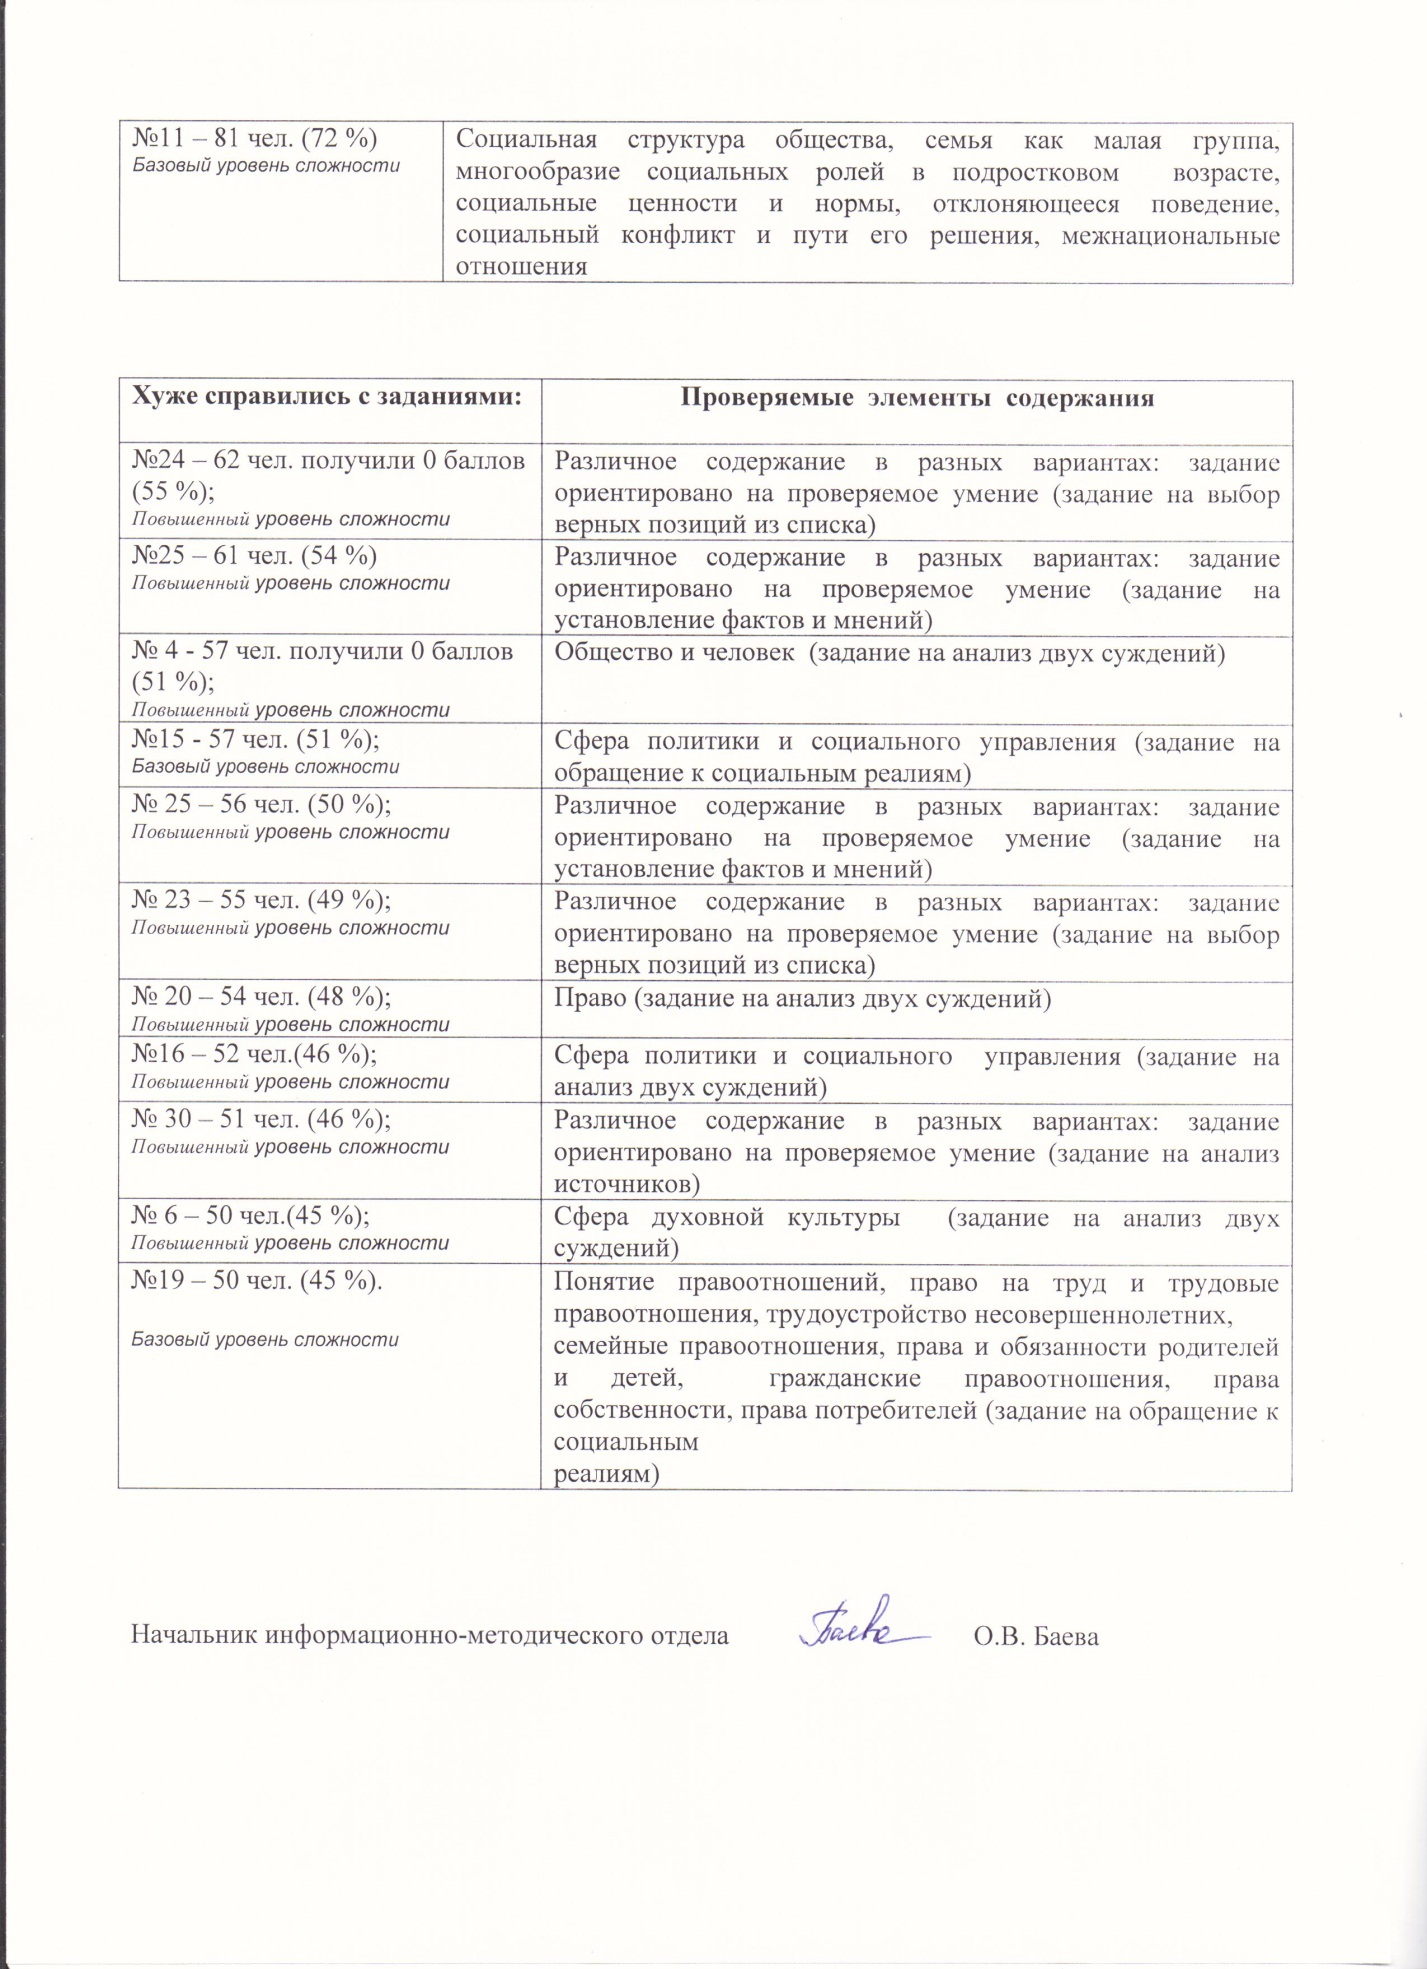 №11 – 81 чел. (72 %)
Базовый уровень сложности
Социальная структура общества, семья как малая группа,
многообразие социальных ролей в подростковом возрасте,
социальные ценности и нормы, отклоняющееся поведение,
социальный конфликт и пути его решения, межнациональные
отношения
Хуже справились с заданиями:
Проверяемые элементы содержания
№24 – 62 чел. получили 0 баллов
(55 %);
Повышенный уровень сложности
Различное содержание в разных вариантах: задание
ориентировано на проверяемое умение (задание на выбор
верных позиций из списка)
№25 – 61 чел. (54 %)
Повышенный уровень сложности
Различное содержание в разных вариантах: задание
ориентировано на проверяемое умение (задание на
установление фактов и мнений)
№ 4 - 57 чел. получили 0 баллов
(51 %);
Повышенный уровень сложности
Общество и человек (задание на анализ двух суждений)
№15 - 57 чел. (51 %);
Базовый уровень сложности
Сфера политики и социального управления (задание на
обращение к социальным реалиям)
№ 25 – 56 чел. (50 %);
Повышенный уровень сложности
Различное содержание в разных вариантах: задание
ориентировано на проверяемое умение (задание на
установление фактов и мнений)
№ 23 – 55 чел. (49 %);
Повышенный уровень сложности
Различное содержание в разных вариантах: задание
ориентировано на проверяемое умение (задание на выбор
верных позиций из списка)
№ 20 – 54 чел. (48 %);
Повышенный уровень сложности
Право (задание на анализ двух суждений)
№16 – 52 чел.(46 %);
Повышенный уровень сложности
Сфера политики и социального управления (задание на
анализ двух суждений)
№ 30 – 51 чел. (46 %);
Повышенный уровень сложности
Различное содержание в разных вариантах: задание
ориентировано на проверяемое умение (задание на анализ
источников)
№ 6 – 50 чел.(45 %);
Повышенный уровень сложности
Сфера духовной культуры (задание на анализ двух
суждений)
№19 – 50 чел. (45 %).
Базовый уровень сложности
Понятие правоотношений, право на труд и трудовые
правоотношения, трудоустройство несовершеннолетних,
семейные правоотношения, права и обязанности родителей
и детей, гражданские правоотношения, права
собственности, права потребителей (задание на обращение к
социальным
реалиям)
Начальник информационно-методического отдела Баева О.В. Баева